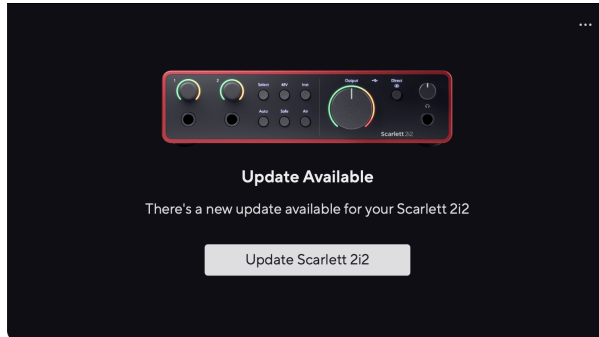 ...
1 2 Select 48V Inst Output Direct
Auto Safe Air
Scarlett 2i2
Update Available
There's a new update available for your Scarlett 2i2
Update Scarlett 2i2